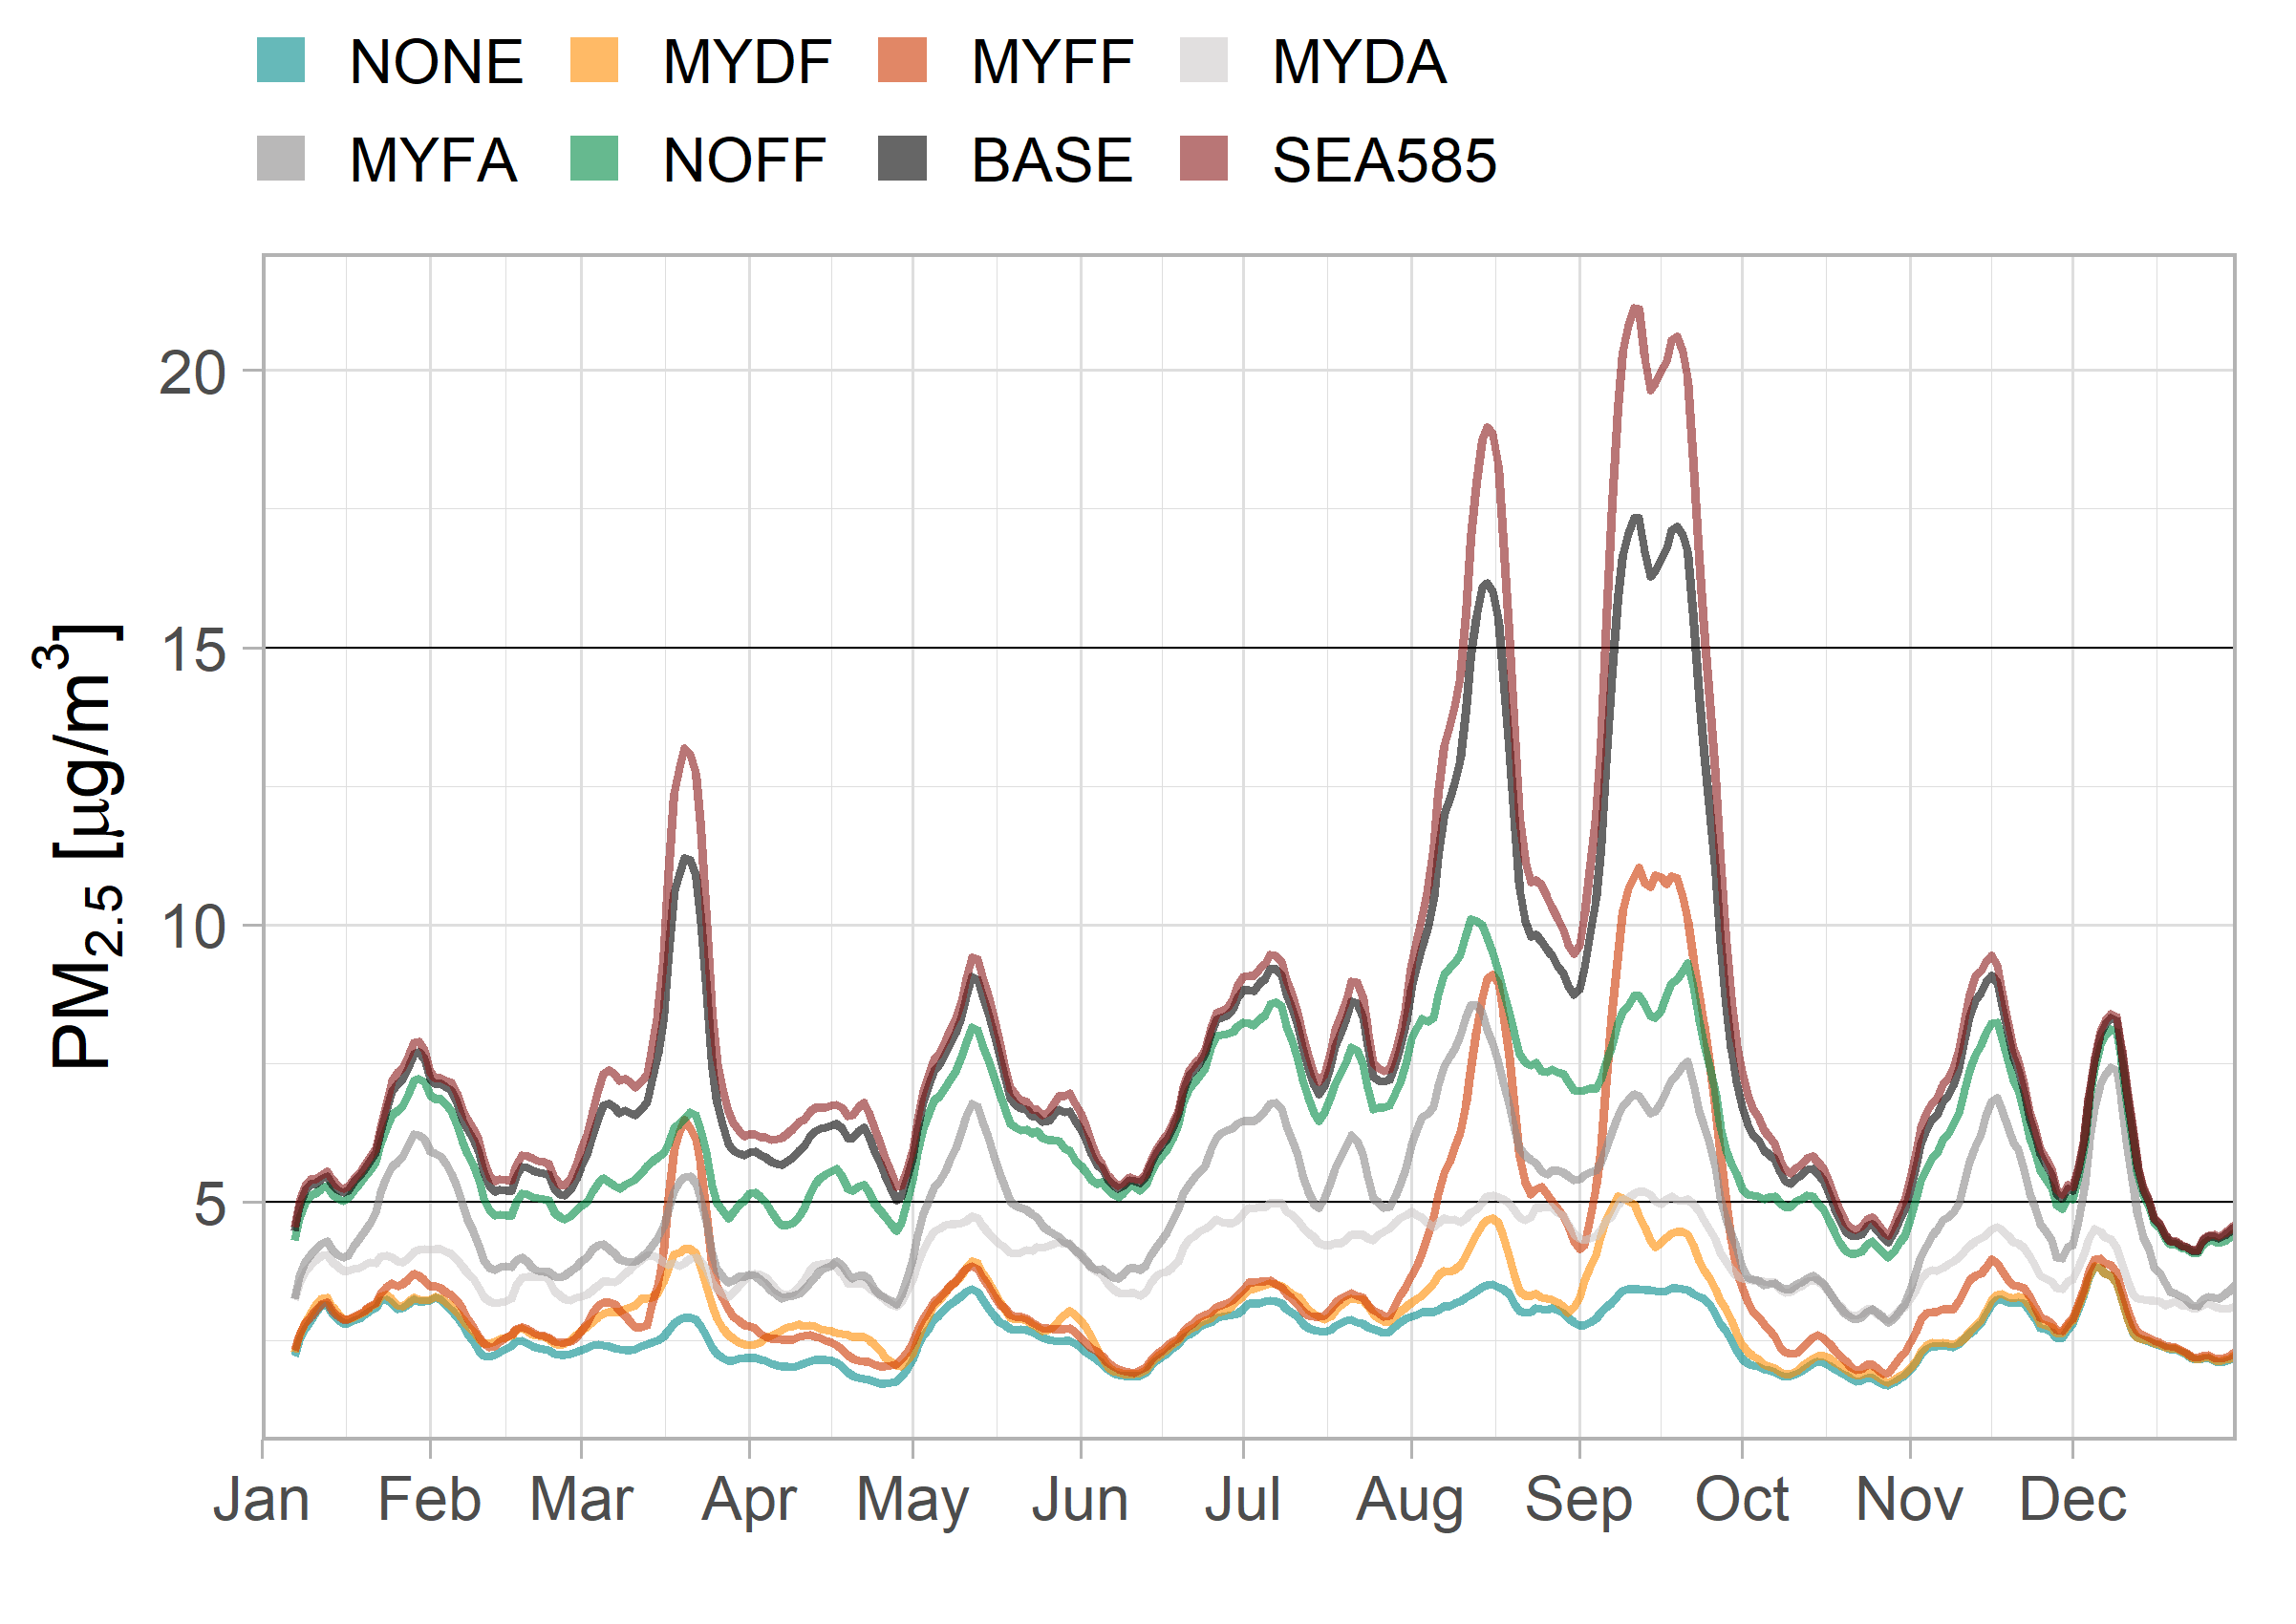 NONE MYDF MYFF MYDA
MYFA NOFF BASE SEA585
PM2.5 [µg/m3]
20
15
10
5
Jan Feb Mar Apr May Jun Jul Aug Sep Oct Nov Dec